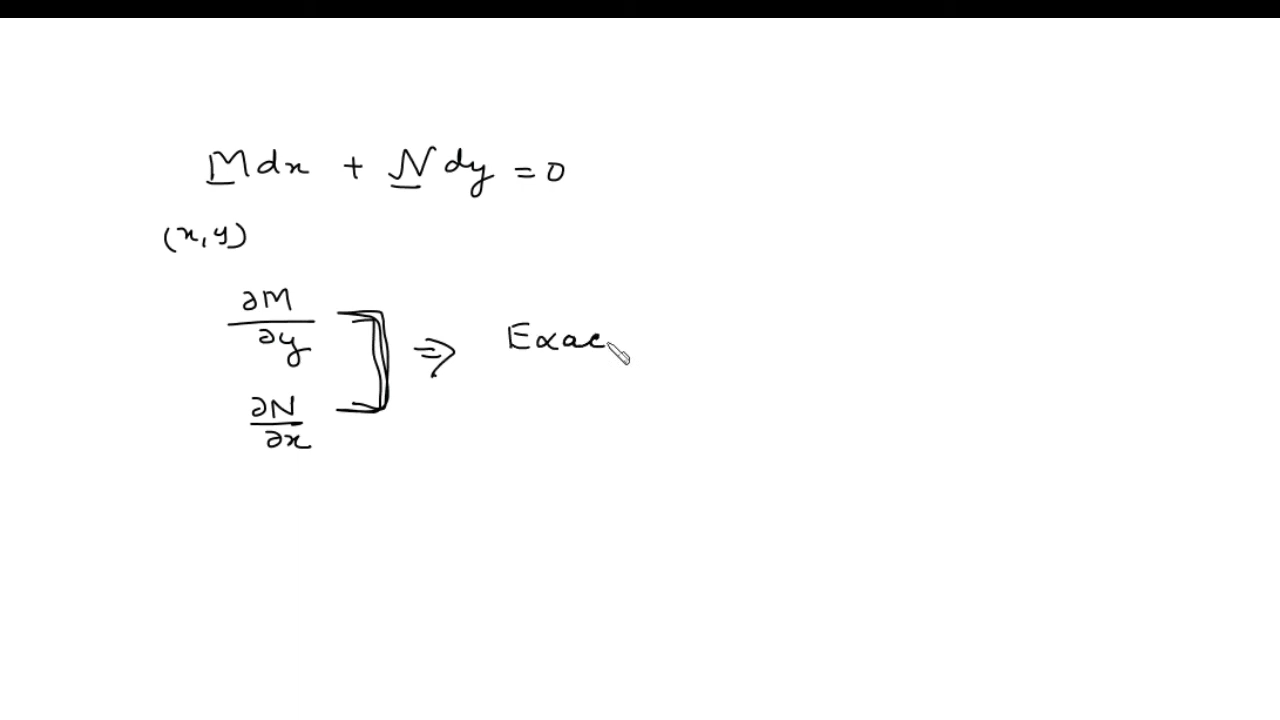 Mdx + Ndy = 0
(x, y)
∂M
∂y
⇒ Exac
∂N
∂x